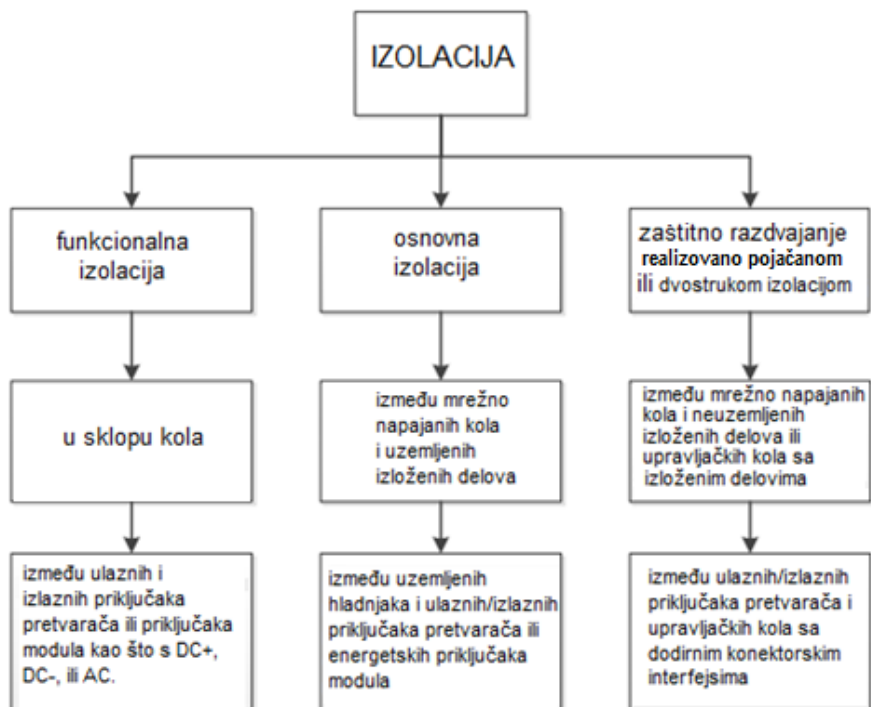 IZOLACIJA
funkcionalna
izolacija
osnovna
izolacija
zaštitno razdvajanje
realizovano pojačanom
ili dvostrukom izolacijom
u sklopu kola
između mrežno
napajanih kola
i uzemljenih
izloženih delova
između mrežno napajanih
kola i neuzemljenih
izloženih delova ili
upravljačkih kola sa
izloženim delovima
između ulaznih i
izlaznih priključaka
pretvarača ili priključaka
modula kao što s DC+,
DC-, ili AC.
između uzemljenih
hladnjaka i ulaznih/izlaznih
priključaka pretvarača ili
energetskih priključaka
modula
između ulaznih/izlaznih
priključaka pretvarača i
upravljačkih kola sa
dodirnim konektorskim
interfejsima